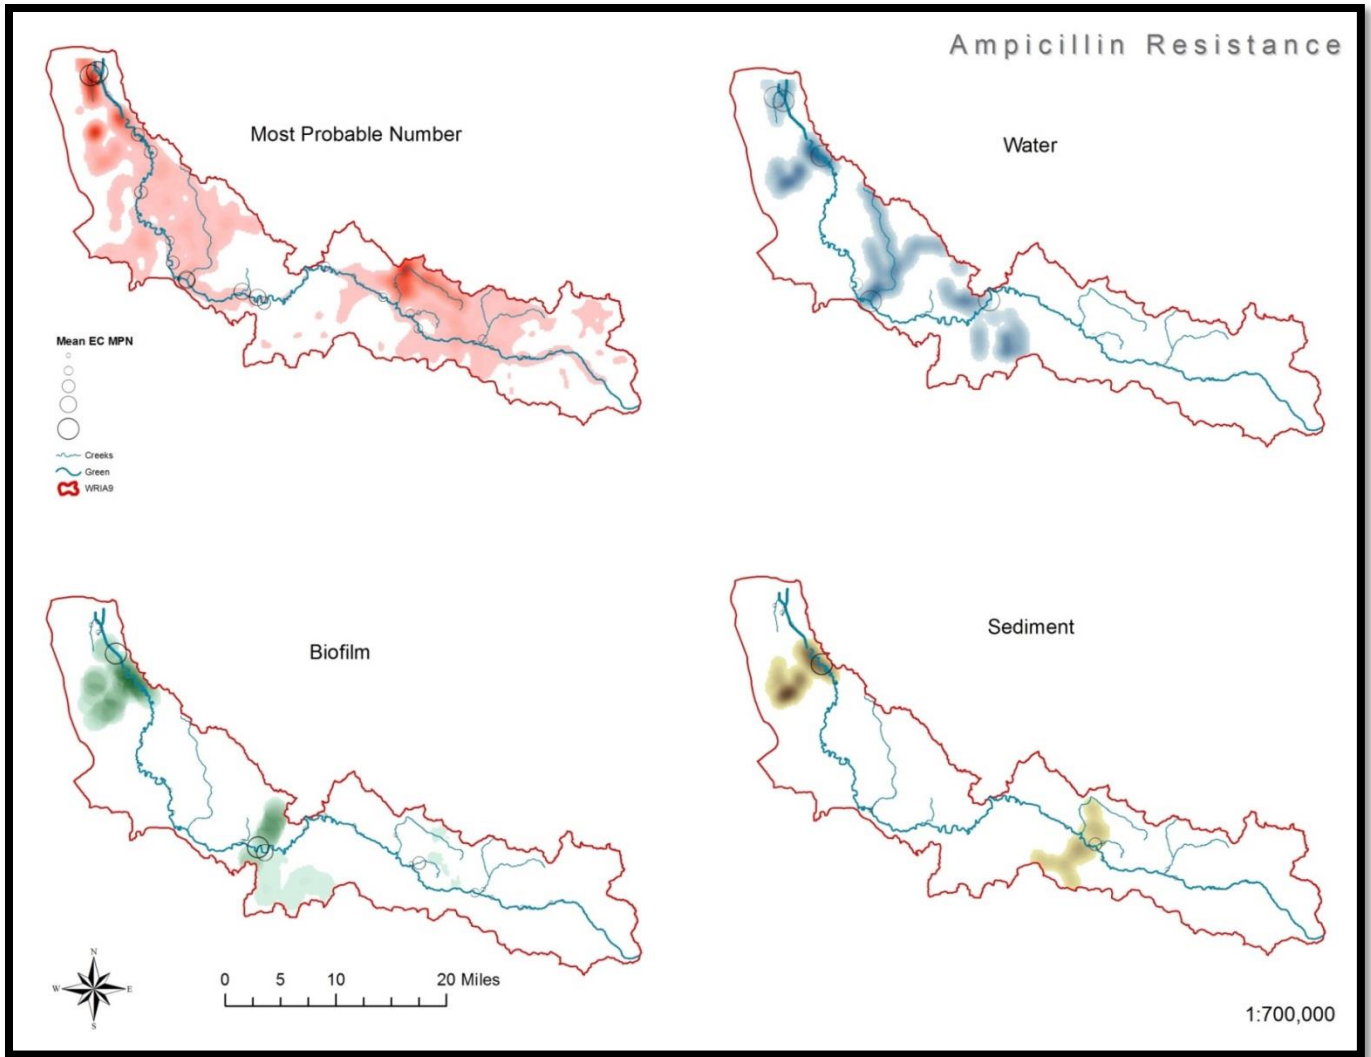 Ampicillin Resistance
Most Probable Number
Water
Mean EC MPN
Creeks
Green
WRIA9
Biofilm
Sediment
N
W E
S
0 5 10 20 Miles
1:700,000